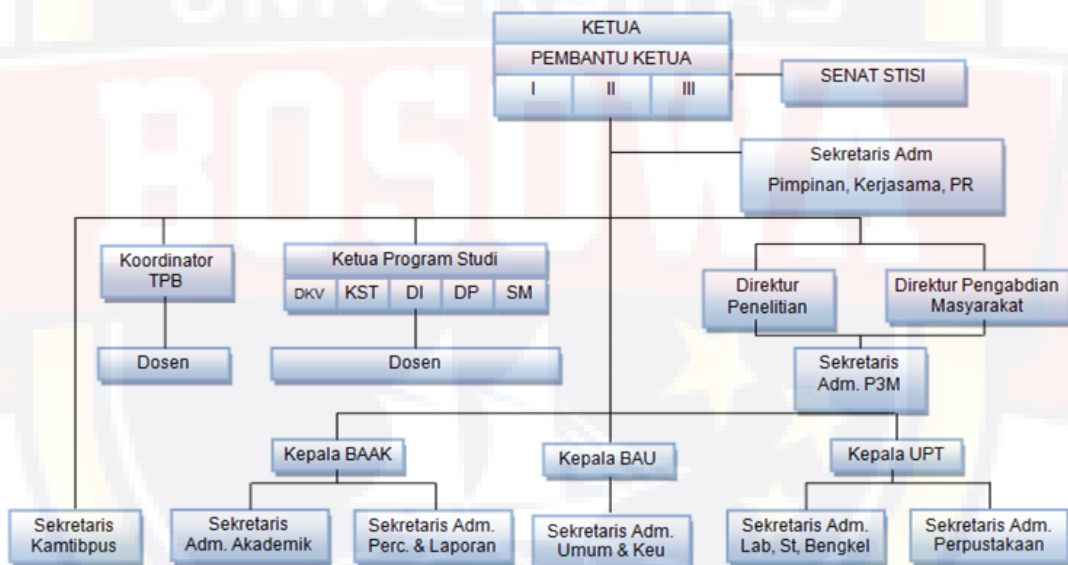 UNIVERSITAS
BOSOWA
KETUA
PEMBANTU KETUA
I II III
SENAT STISI
Sekretaris Adm
Pimpinan, Kerjasama, PR
Koordinator
TPB
Ketua Program Studi
DKV KST DI DP SM
Direktur
Penelitian
Direktur Pengabdian
Masyarakat
Dosen
Dosen
Sekretaris
Adm. P3M
Kepala BAAK
Kepala BAU
Kepala UPT
Sekretaris
Kamtibpus
Sekretaris
Adm. Akademik
Sekretaris Adm.
Perc. & Laporan
Sekretaris Adm.
Umum & Keu
Sekretaris Adm.
Lab, St, Bengkel
Sekretaris Adm.
Perpustakaan